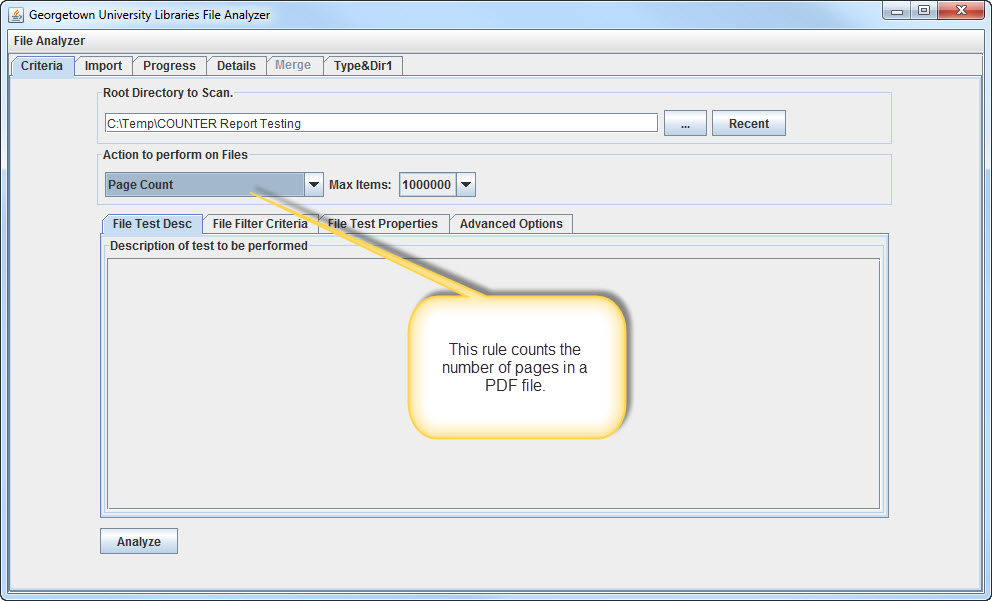 Georgetown University Libraries File Analyzer
File Analyzer
Criteria Import Progress Details Merge Type&Dir1
Root Directory to Scan.
C:\Temp\COUNTER Report Testing ... Recent
Action to perform on Files
Page Count Max Items: 1000000
File Test Desc File Filter Criteria File Test Properties Advanced Options
Description of test to be performed
This rule counts the
number of pages in a
PDF file.
Analyze